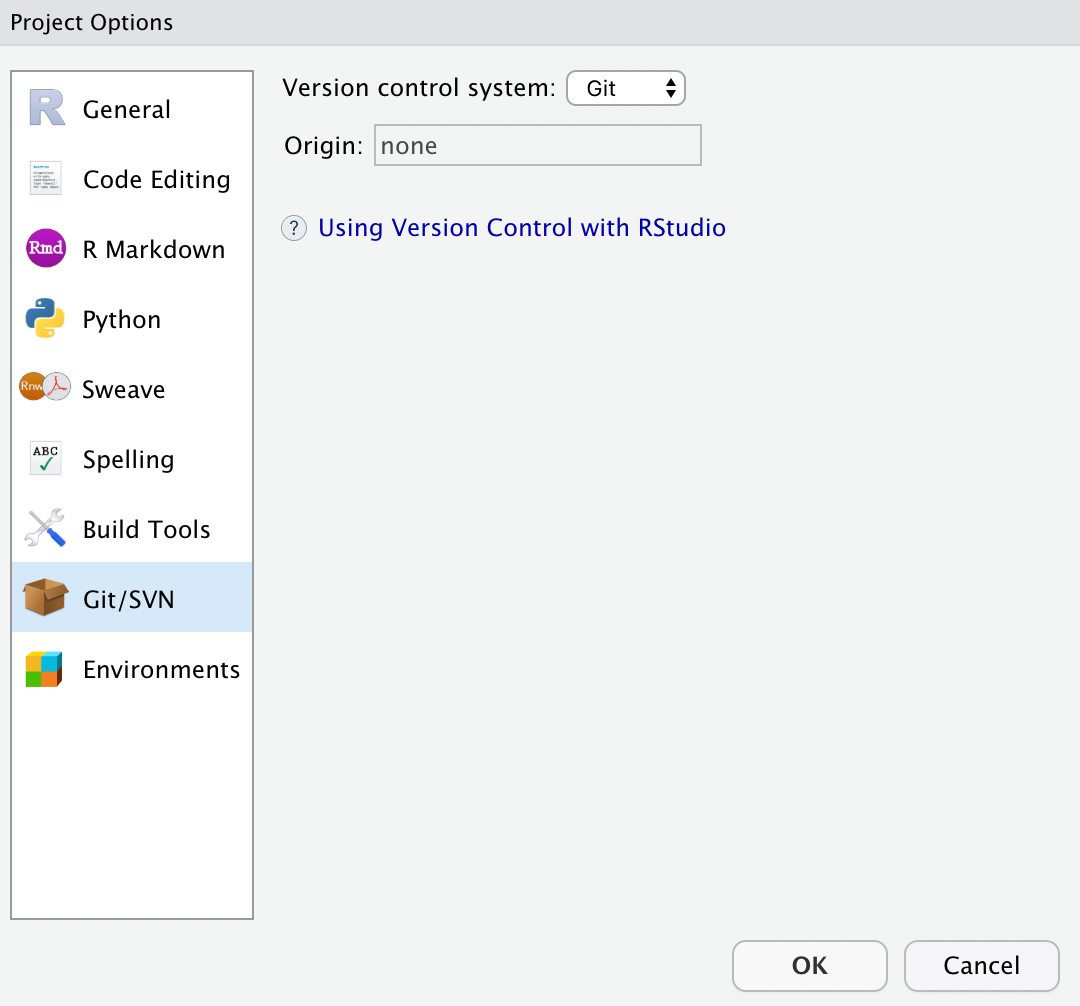 Project Options
R
General
Code Editing
Rmd
R Markdown
Python
Rnw
Sweave
ABC
Spelling
Build Tools
Git/SVN
Environments
Version control system:
Git
Origin:
none
?
Using Version Control with RStudio
OK
Cancel